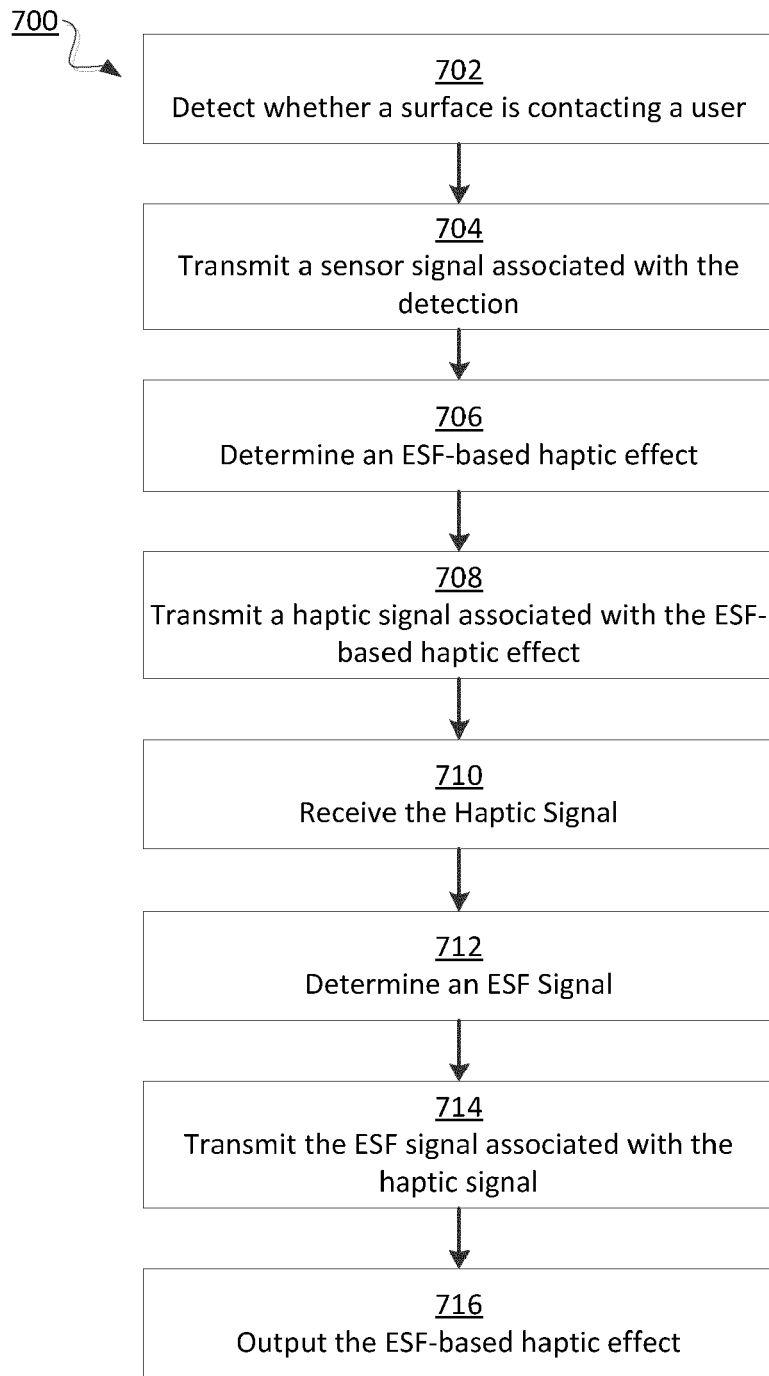 700
702
Detect whether a surface is contacting a user
704
Transmit a sensor signal associated with the
detection
706
Determine an ESF-based haptic effect
708
Transmit a haptic signal associated with the ESF-
based haptic effect
710
Receive the Haptic Signal
712
Determine an ESF Signal
714
Transmit the ESF signal associated with the
haptic signal
716
Output the ESF-based haptic effect